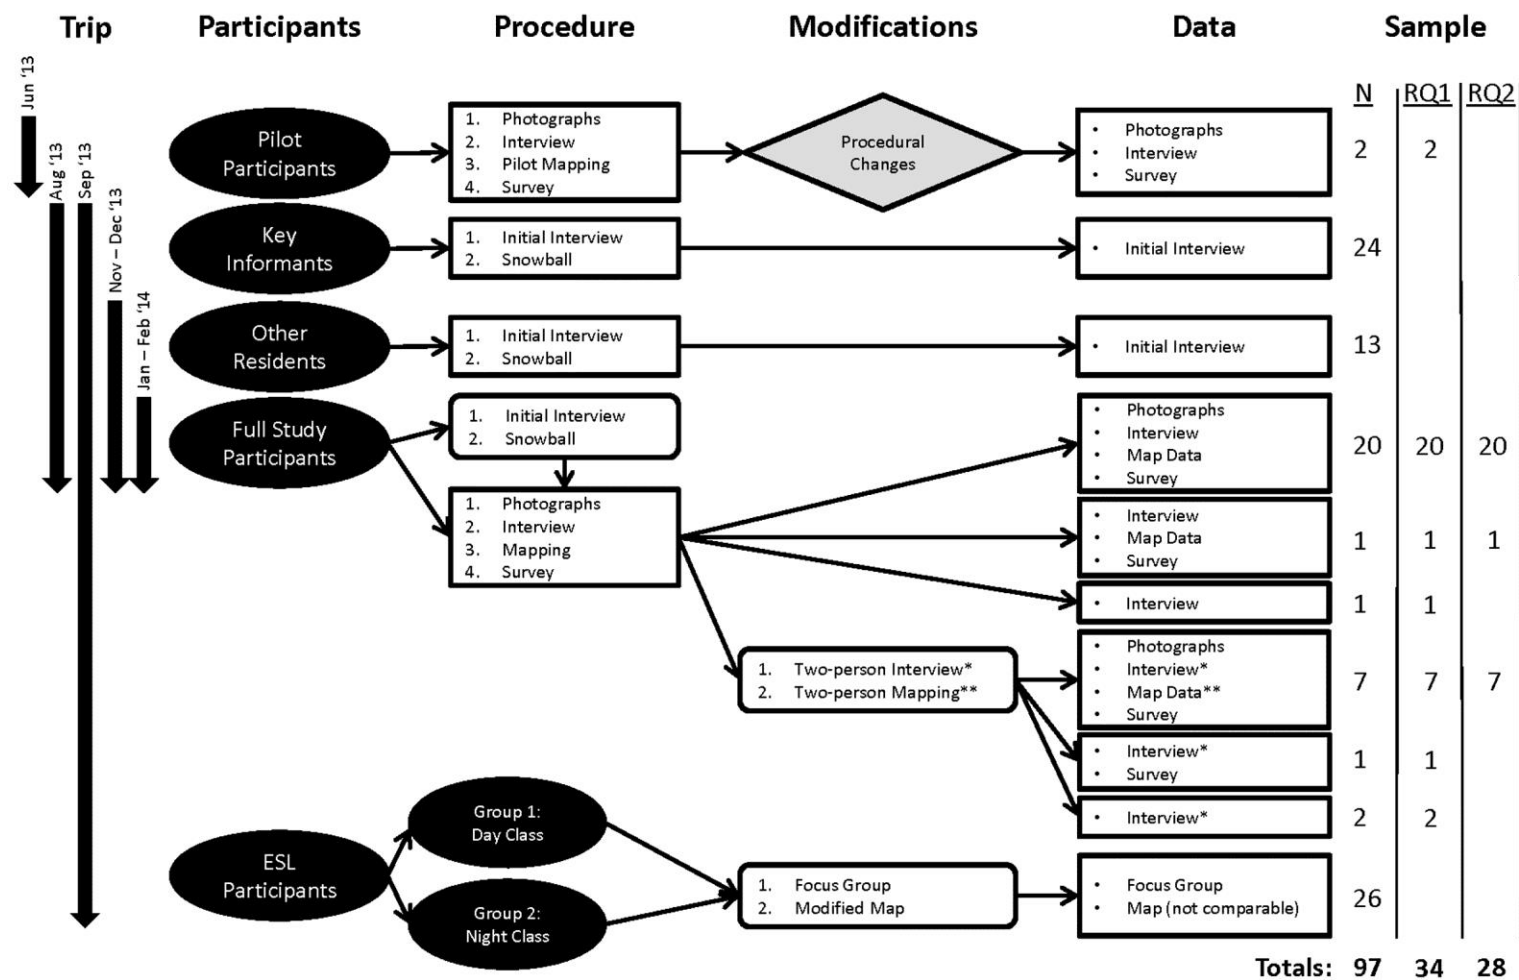 Trip Participants Procedure Modifications Data Sample
N RQ1 RQ2
Jun ‘13
Aug ‘13
Sep ‘13
Nov – Dec ‘13
Jan – Feb ‘14
Pilot
Participants
1. Photographs
2. Interview
3. Pilot Mapping
4. Survey
Procedural
Changes
• Photographs
• Interview
• Survey
2 2
Key
Informants
1. Initial Interview
2. Snowball
• Initial Interview
24
Other
Residents
1. Initial Interview
2. Snowball
• Initial Interview
13
Full Study
Participants
1. Initial Interview
2. Snowball
1. Photographs
2. Interview
3. Mapping
4. Survey
• Photographs
• Interview
• Map Data
• Survey
20 20 20
• Interview
• Map Data
• Survey
1 1 1
• Interview
1 1
1. Two-person Interview*
2. Two-person Mapping**
• Photographs
• Interview*
• Map Data**
• Survey
7 7 7
• Interview*
• Survey
1 1
• Interview*
2 2
ESL
Participants
Group 1:
Day Class
Group 2:
Night Class
1. Focus Group
2. Modified Map
• Focus Group
• Map (not comparable)
26
Totals: 97 34 28